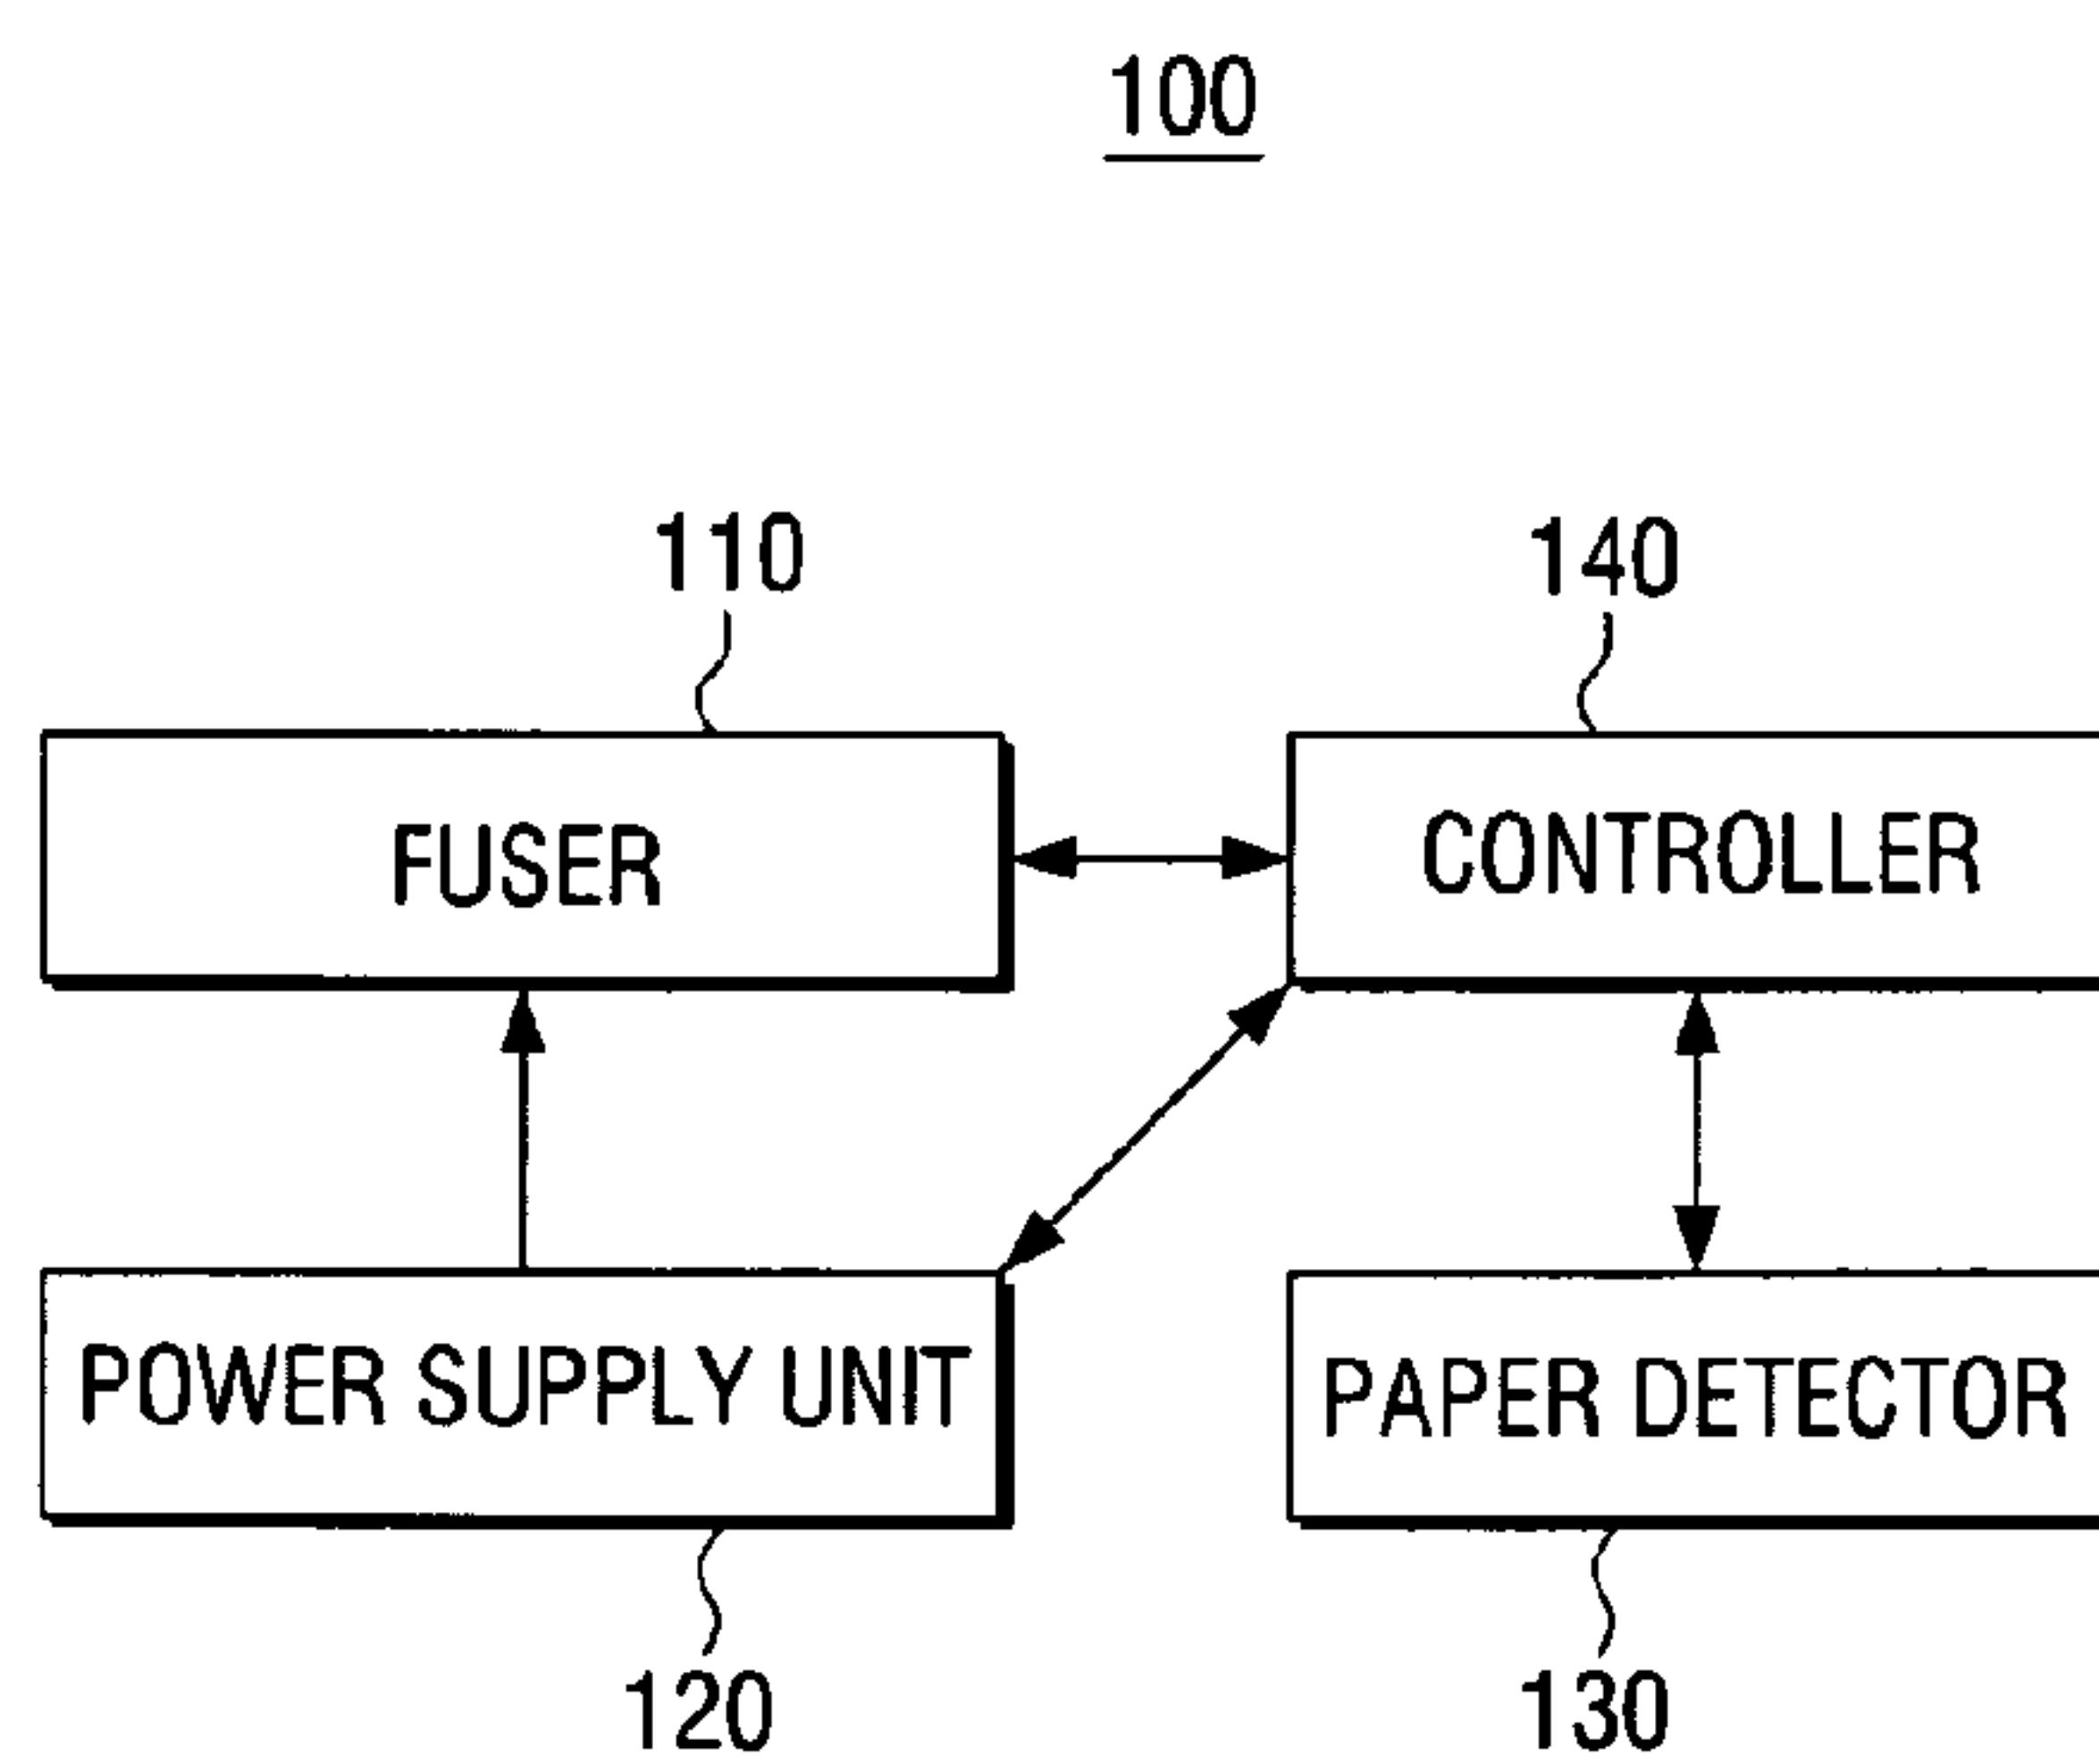 100
110
140
FUSER
CONTROLLER
POWER SUPPLY UNIT
PAPER DETECTOR
120
130